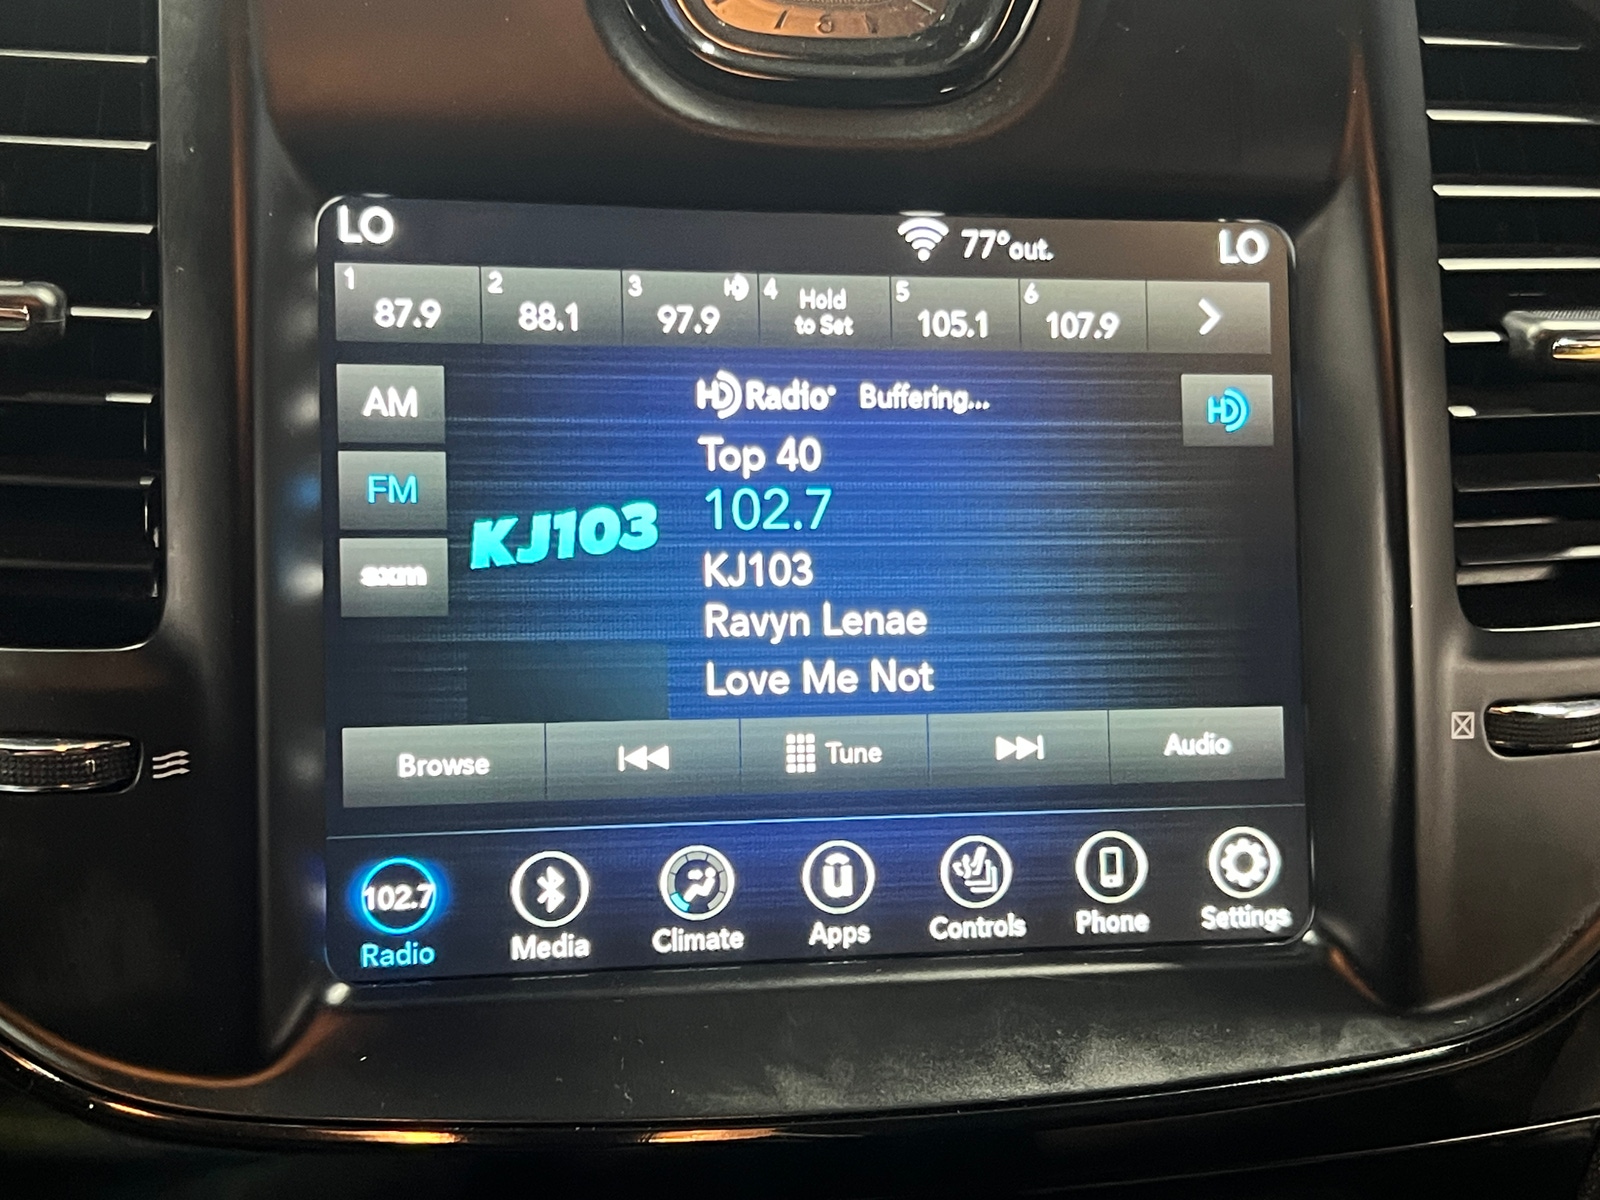 LO
77° out.
LO
1 87.9
2 88.1
3 97.9 HD
4 Hold to Set
5 105.1
6 107.9
AM
HD Radio® Buffering...
HD
Top 40
FM
102.7
KJ103
KJ103
sxm
Ravyn Lenae
Love Me Not
Browse
Tune
Audio
102.7
Radio
Media
Climate
Apps
Controls
Phone
Settings